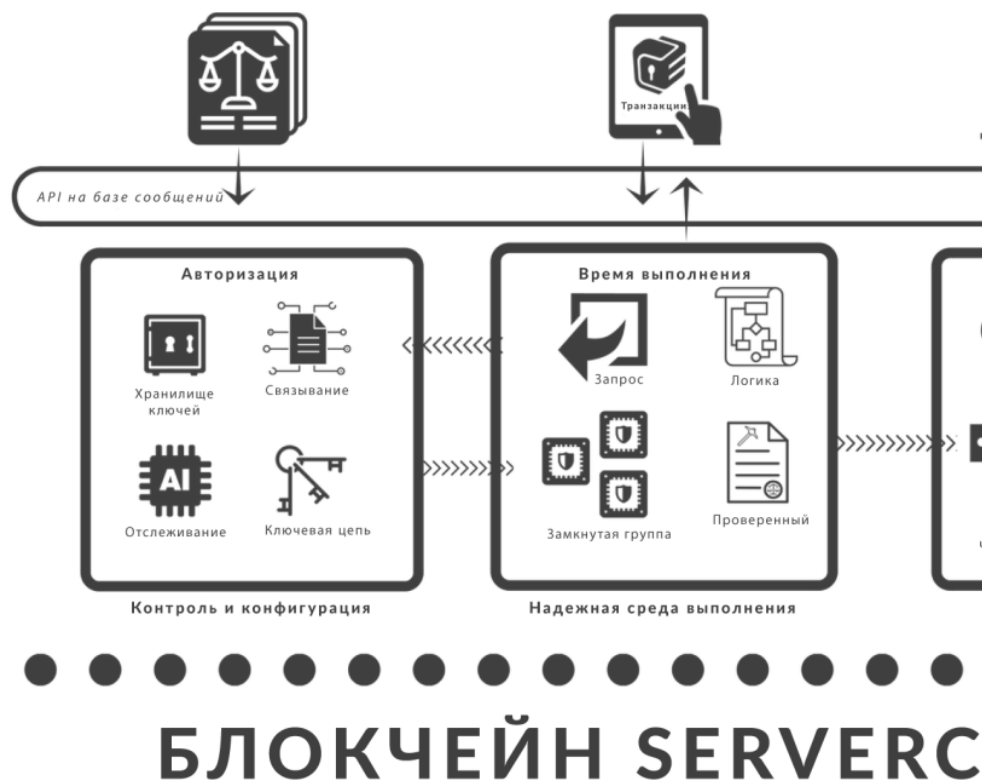 Транзакции
API на базе сообщений
Авторизация
Хранилище
ключей
Связывание
AI
Отслеживание
Ключевая цепь
Контроль и конфигурация
Время выполнения
Запрос
Логика
Замкнутая группа
Проверенный
Надежная среда выполнения
БЛОКЧЕЙН SERVERC